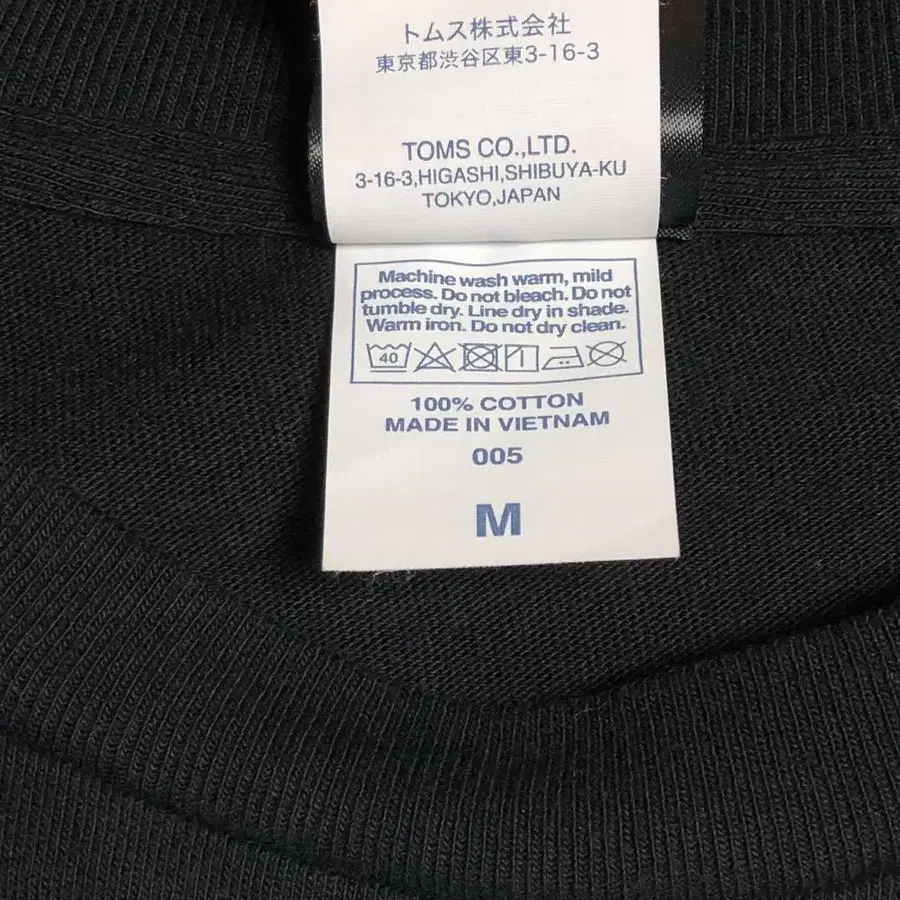 トムス株式会社
東京都渋谷区東3-16-3
TOMS CO.,LTD.
3-16-3,HIGASHI,SHIBUYA-KU
TOKYO,JAPAN
Machine wash warm, mild
process. Do not bleach. Do not
tumble dry. Line dry in shade.
Warm iron. Do not dry clean.
40
100% COTTON
MADE IN VIETNAM
005
M